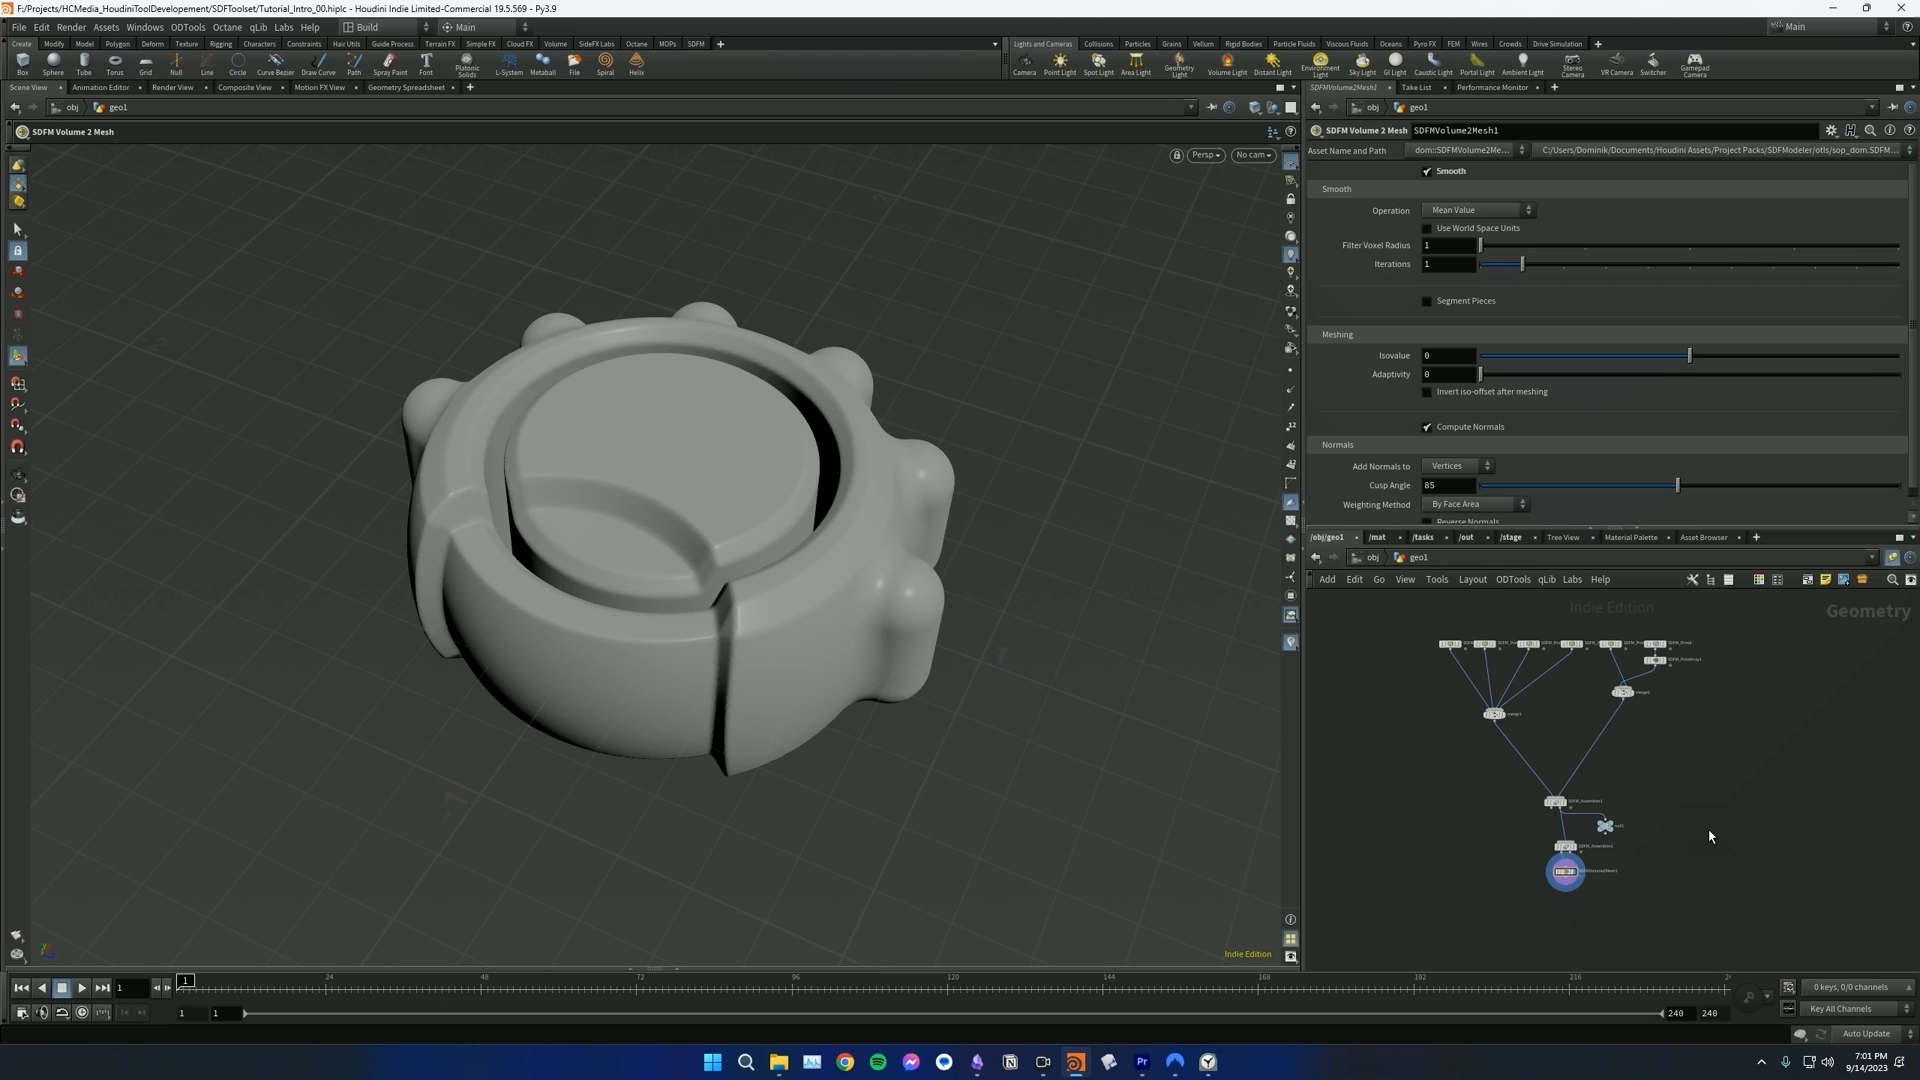 F:/Projects/HCMedia_HoudiniToolDevelopement/SDFToolset/Tutorial_Intro_00.hiplc - Houdini Indie Limited-Commercial 19.5.569 - Py3.9
File Edit Render Assets Windows ODTools Octane qLib Labs Help Build Main
Main
Create Modify Model Polygon Deform Texture Rigging Characters Constraints Hair Utils Guide Process Terrain FX Simple FX Cloud FX Volume SideFX Labs Octane MOPs SDFM
Lights and Cameras Collisions Particles Grains Vellum Rigid Bodies Particle Fluids Viscous Fluids Oceans Pyro FX FEM Wires Crowds Drive Simulation
Box Sphere Tube Torus Grid Null Line Circle Curve Bezier Draw Curve Path Spray Paint Font Platonic Solids L-System Metaball File Spiral Helix
Camera Point Light Spot Light Area Light Geometry Light Volume Light Distant Light Environment Light Sky Light GI Light Caustic Light Portal Light Ambient Light Stereo Camera VR Camera Switcher Gamepad Camera
Scene View Animation Editor Render View Composite View Motion FX View Geometry Spreadsheet
SDFMVolume2Mesh1 Take List Performance Monitor
obj geo1
obj geo1
SDFM Volume 2 Mesh
SDFM Volume 2 Mesh SDFMVolume2Mesh1
Asset Name and Path dom::SDFMVolume2Me... C:/Users/Dominik/Documents/Houdini Assets/Project Packs/SDFModeler/otls/sop_dom.SDFM...
Persp No cam
Smooth
Smooth
Operation Mean Value
Use World Space Units
Filter Voxel Radius 1
Iterations 1
Segment Pieces
Meshing
Isovalue 0
Adaptivity 0
Invert iso-offset after meshing
Compute Normals
Normals
Add Normals to Vertices
Cusp Angle 85
Weighting Method By Face Area
Reverse Normals
/obj/geo1 /mat /tasks /out /stage Tree View Material Palette Asset Browser
obj geo1
Add Edit Go View Tools Layout ODTools qLib Labs Help
Indie Edition
Geometry
Indie Edition
1
1 24 48 72 96 120 144 168 192 216
0 keys, 0/0 channels
1 1 240 240
Key All Channels
Auto Update
7:01 PM
9/14/2023